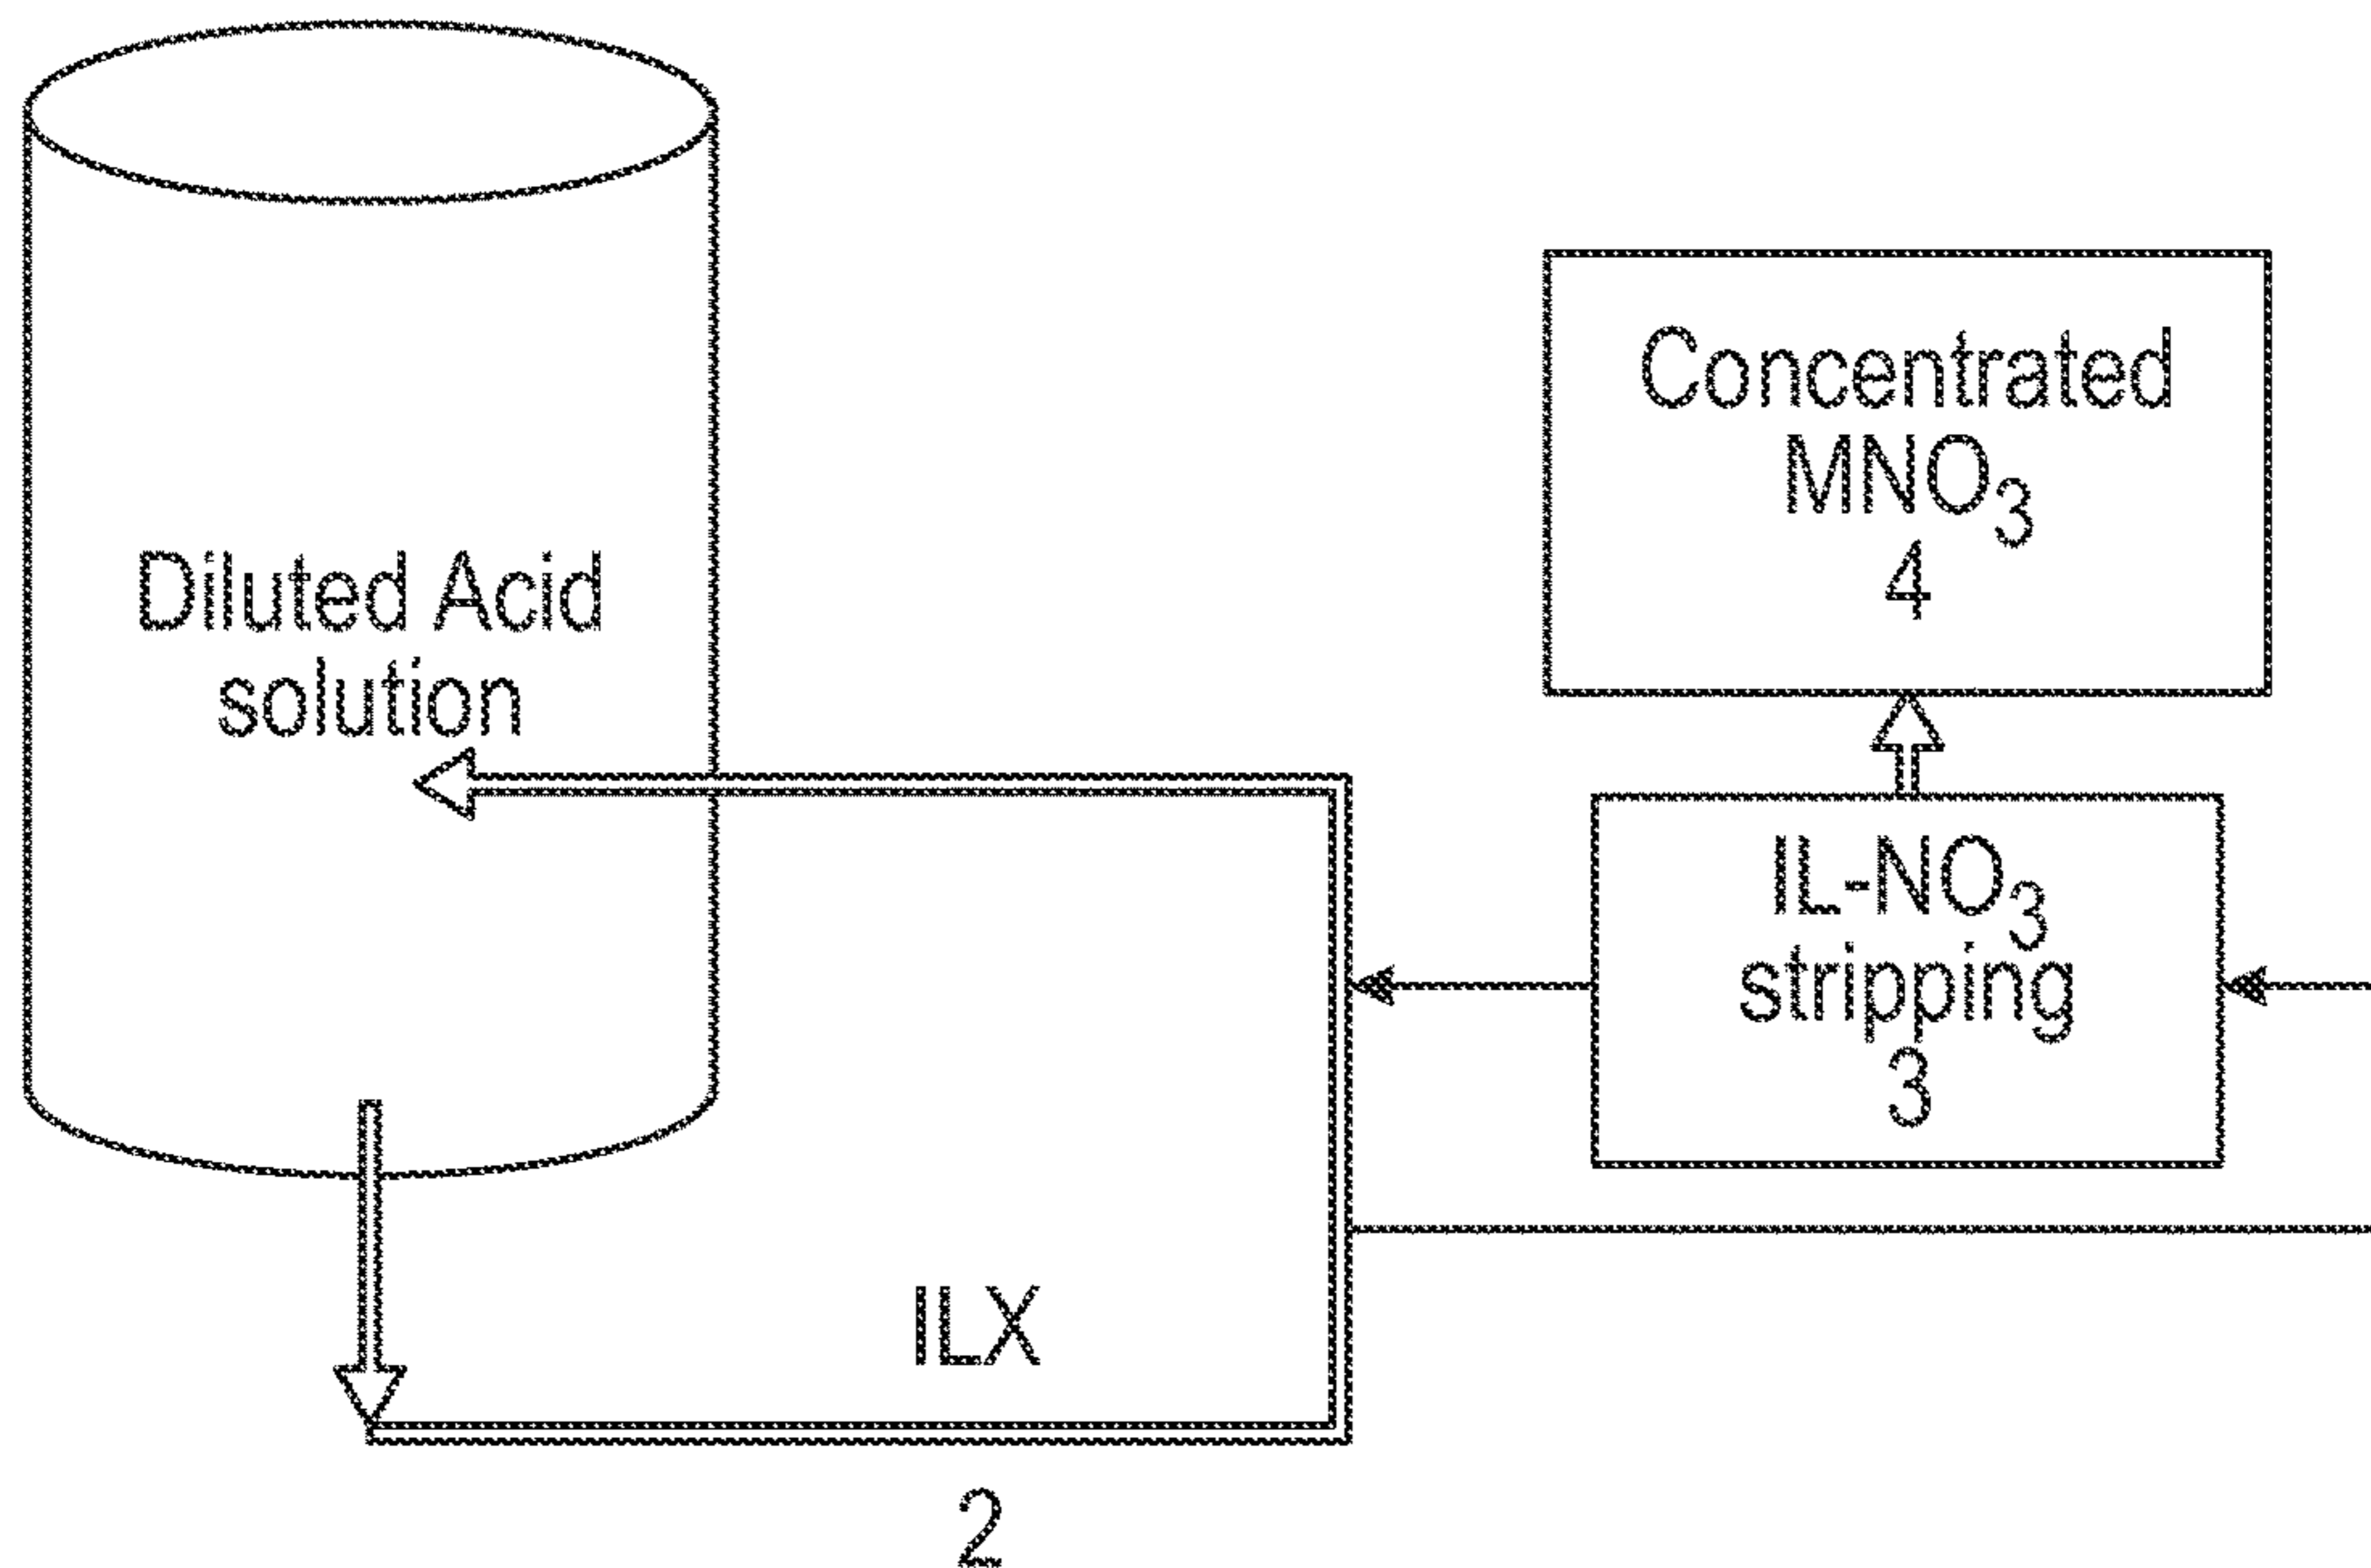 Diluted Acid
solution
Concentrated
MNO₃
4
IL-NO₃
stripping
3
ILX
2